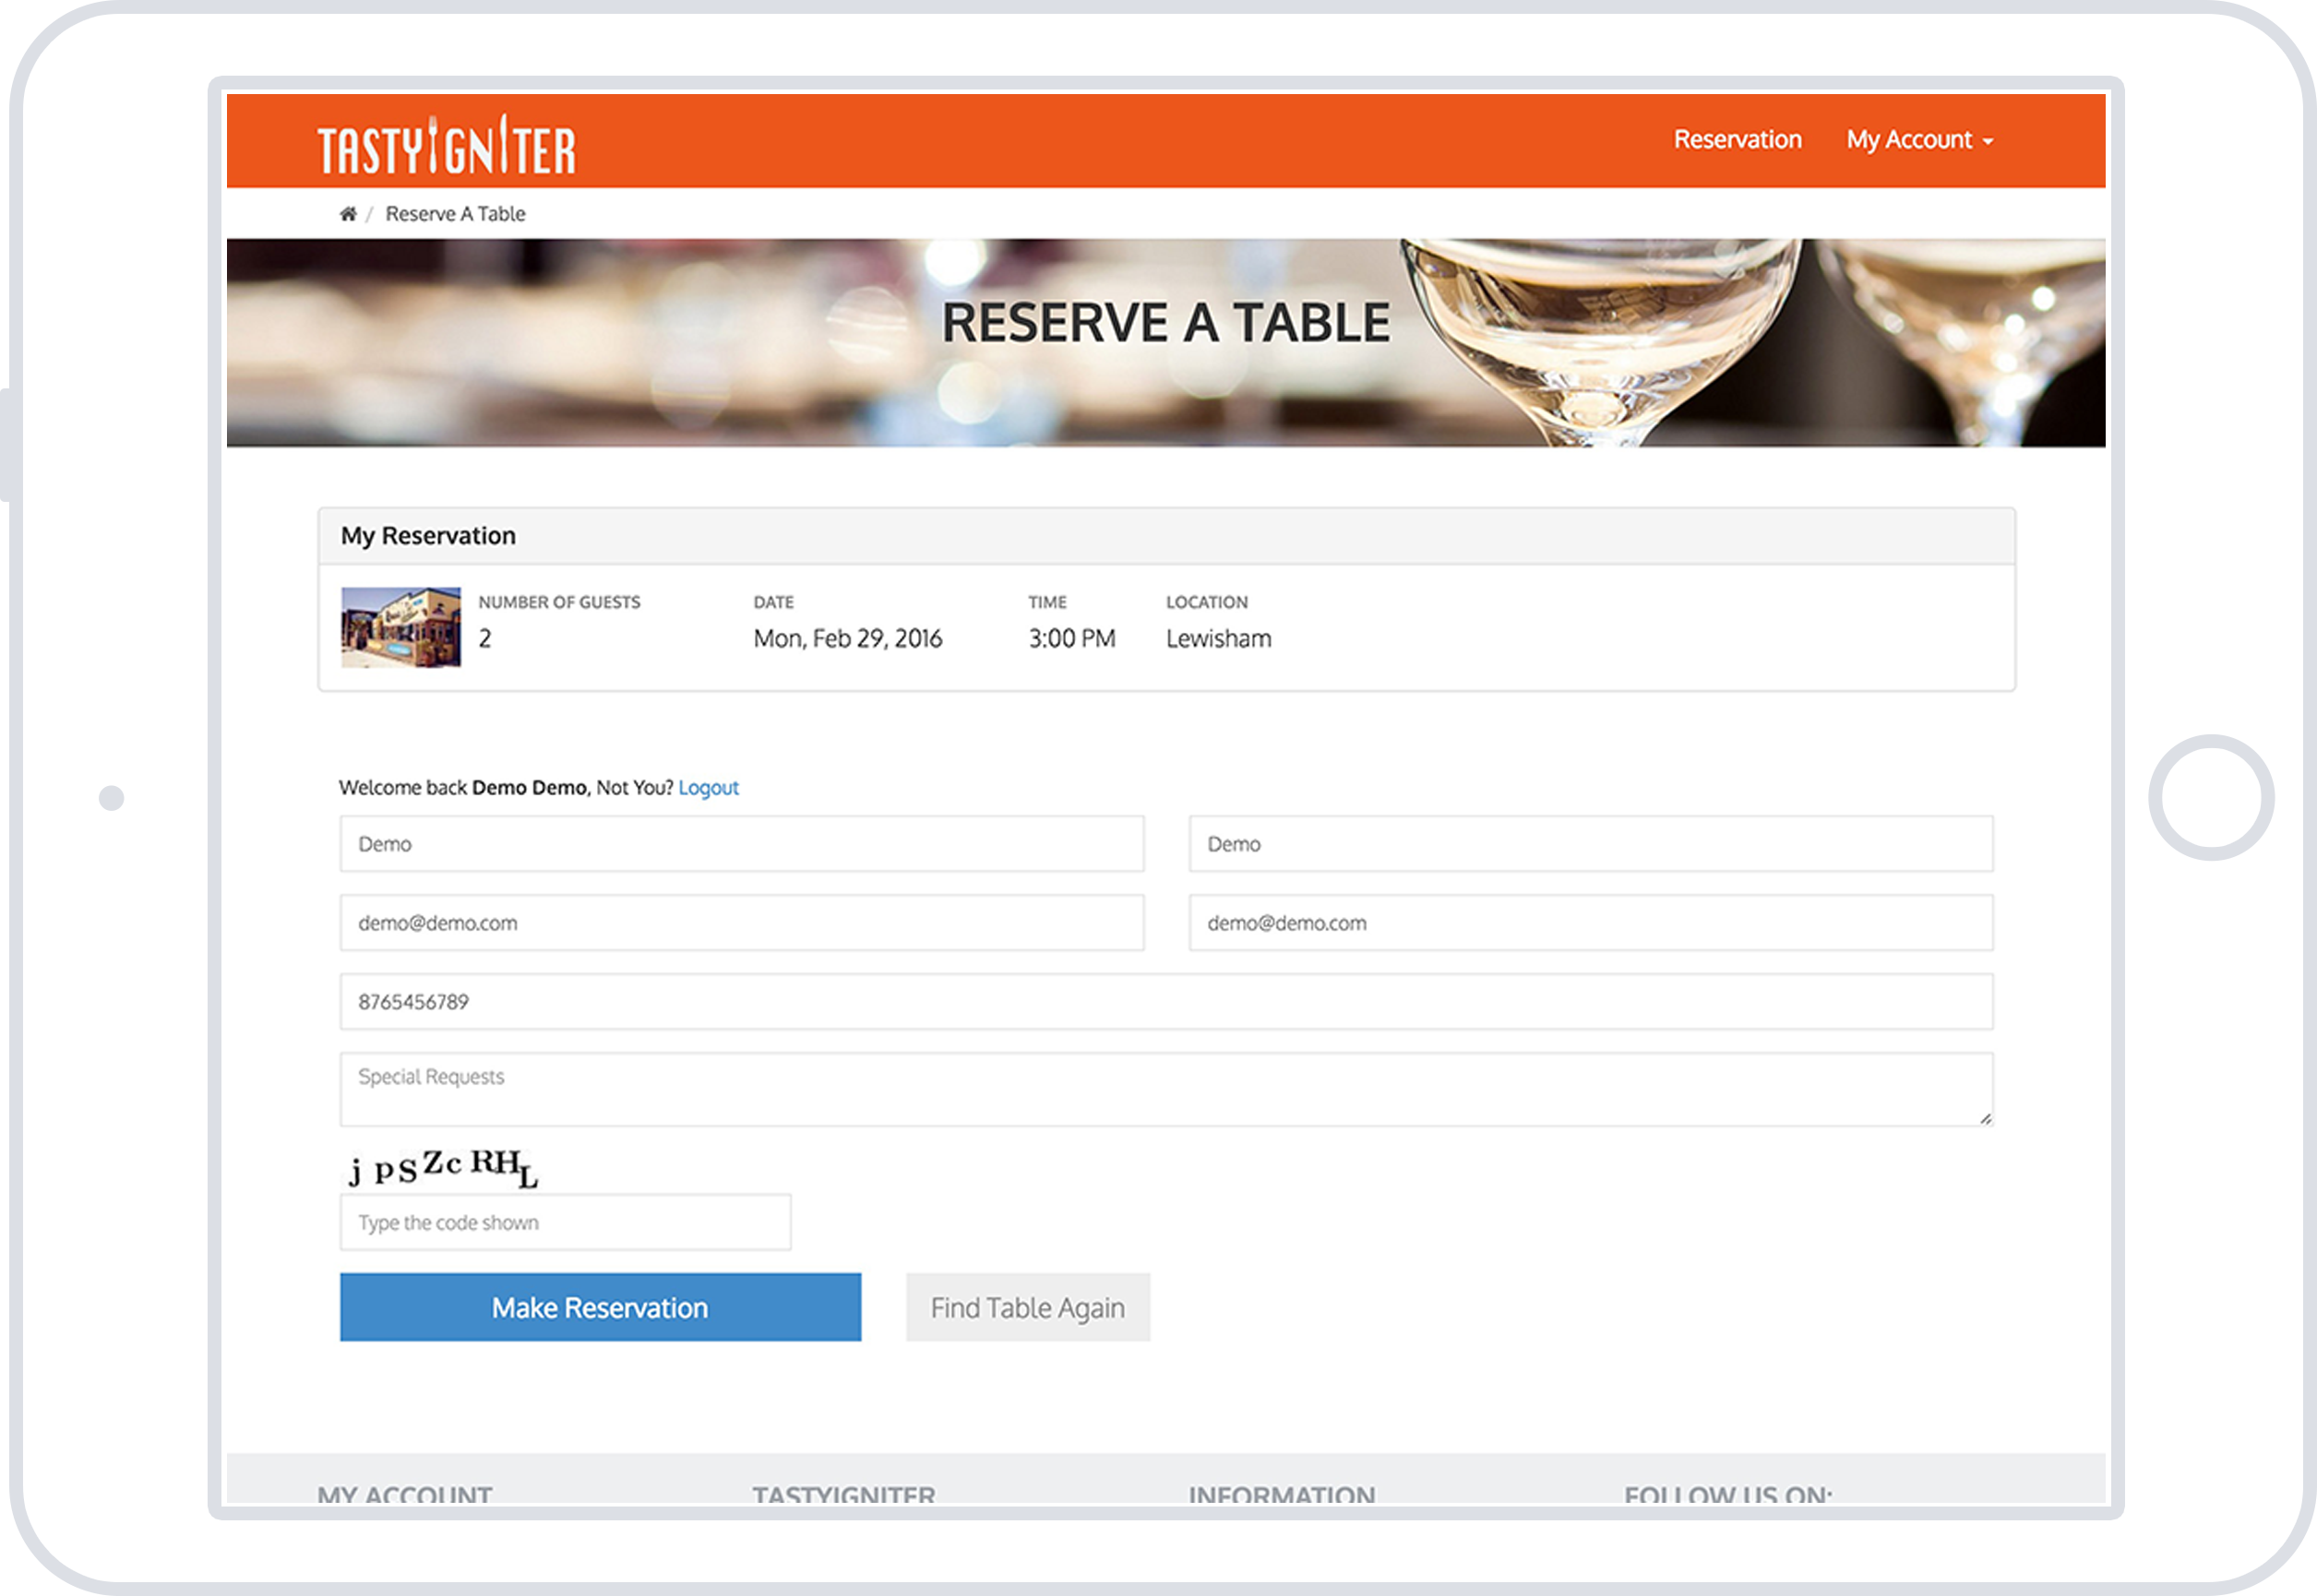 TASTYIGNITER
Reservation My Account
/ Reserve A Table
RESERVE A TABLE
My Reservation
NUMBER OF GUESTS DATE TIME LOCATION
2 Mon, Feb 29, 2016 3:00 PM Lewisham
Welcome back Demo Demo, Not You? Logout
Demo Demo
demo@demo.com demo@demo.com
8765456789
Special Requests
j p S Z c R H L
Type the code shown
Make Reservation Find Table Again
MY ACCOUNT TASTYIGNITER INFORMATION FOLLOW US ON: